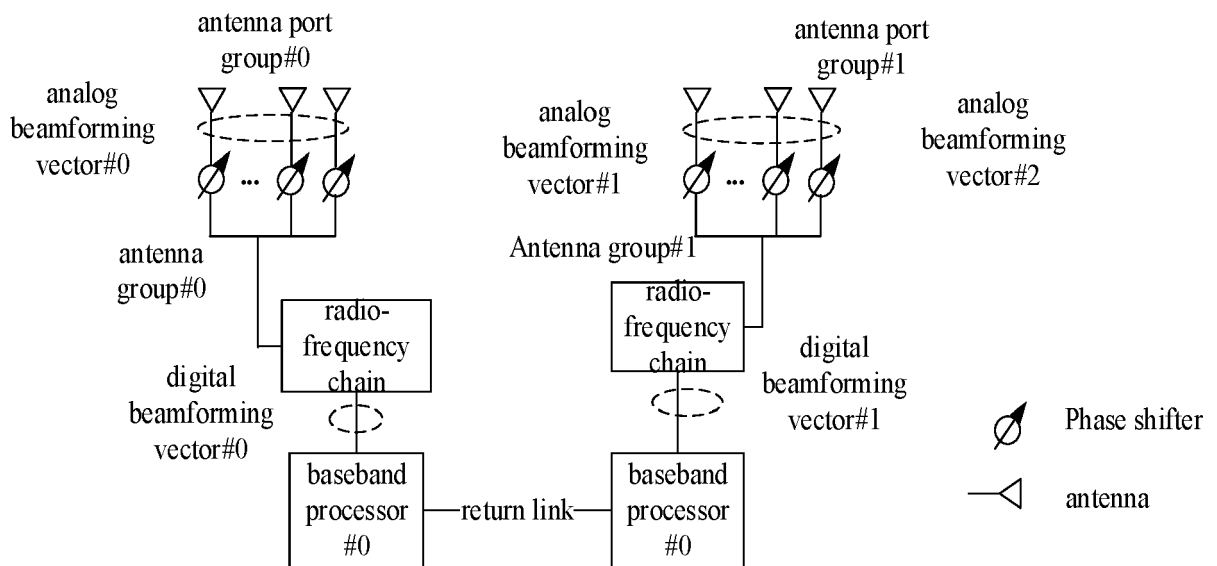 antenna port
group#0
analog
beamforming
vector#0
...
antenna
group#0
radio-
frequency
chain
digital
beamforming
vector#0
baseband
processor
#0
return link
antenna port
group#1
analog
beamforming
vector#1
...
analog
beamforming
vector#2
Antenna group#1
radio-
frequency
chain
digital
beamforming
vector#1
baseband
processor
#0
Phase shifter
antenna